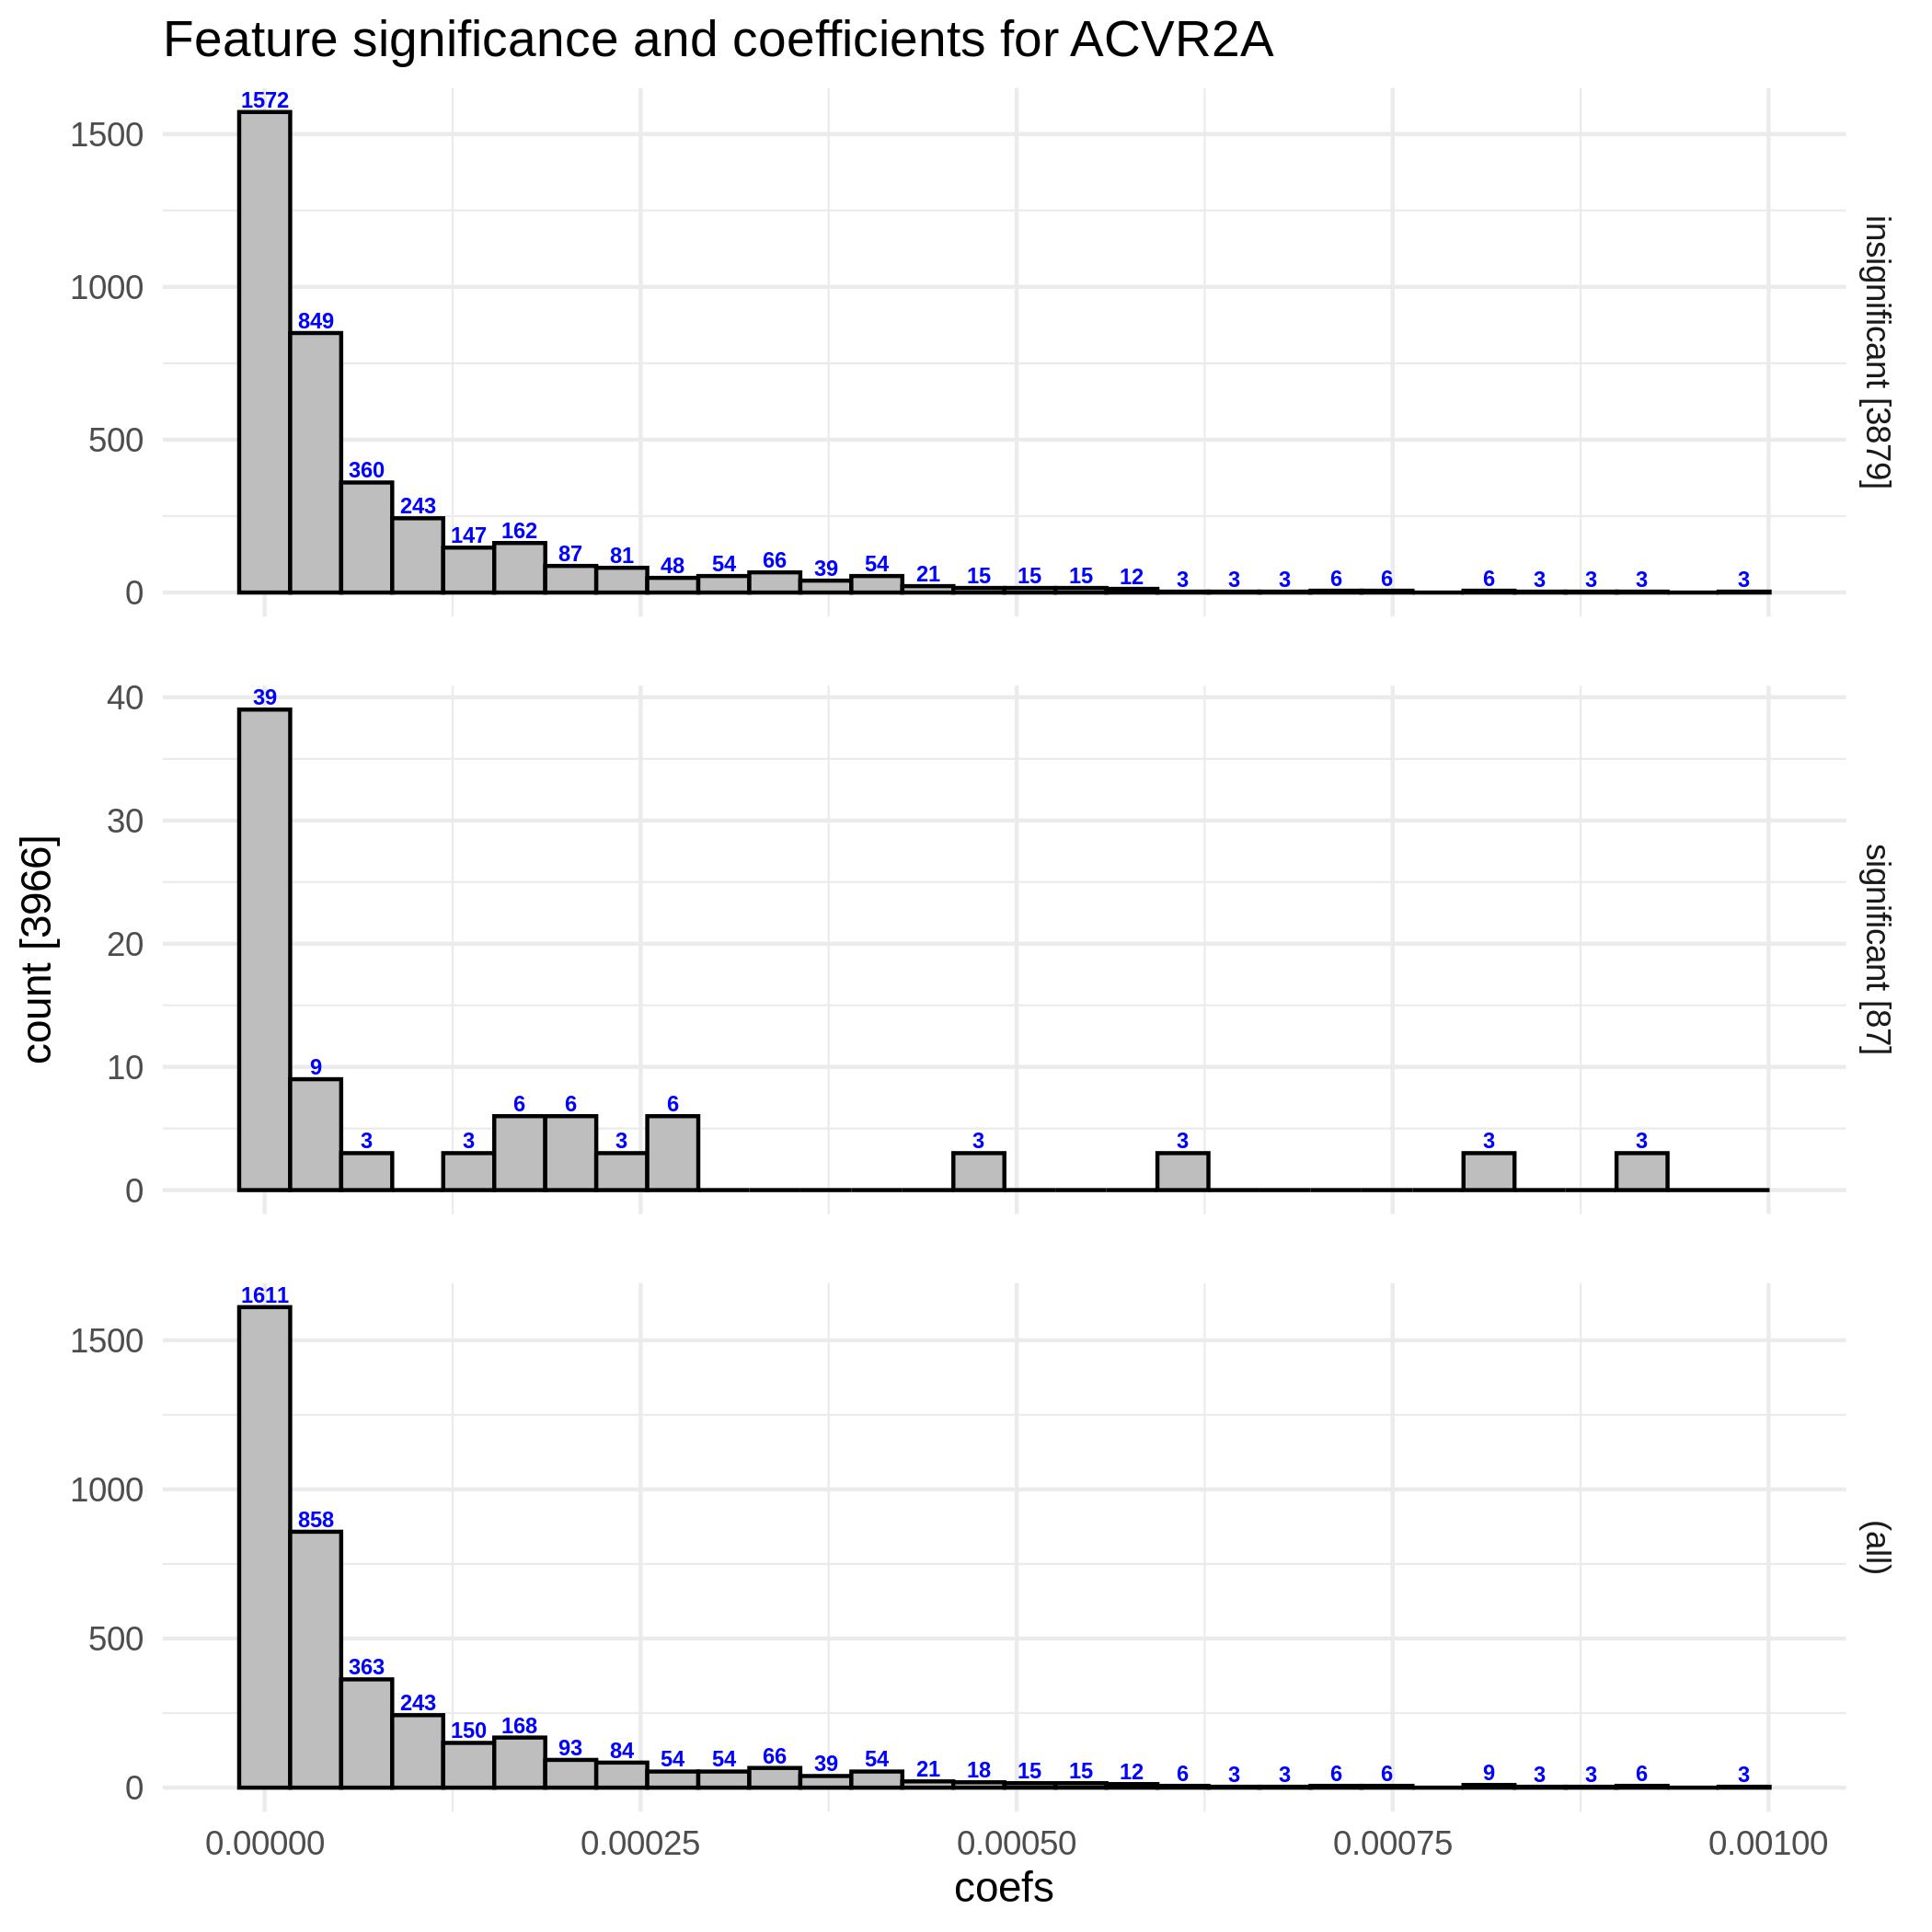 Feature significance and coefficients for ACVR2A
1572
1500
1000
849
500
360
243
147 162
87 81 48 54 66 39 54 21 15 15 15 12 3 3 3 6 6 6 3 3 3 3
0
insignificant [3879]
40
39
30
20
10
9
6 6 6
3 3 3 3 3 3 3
0
significant [87]
count [3966]
1611
1500
1000
858
500
363
243
150 168
93 84 54 54 66 39 54 21 18 15 15 12 6 3 3 6 6 9 3 3 6 3
0
(all)
0.00000 0.00025 0.00050 0.00075 0.00100
coefs